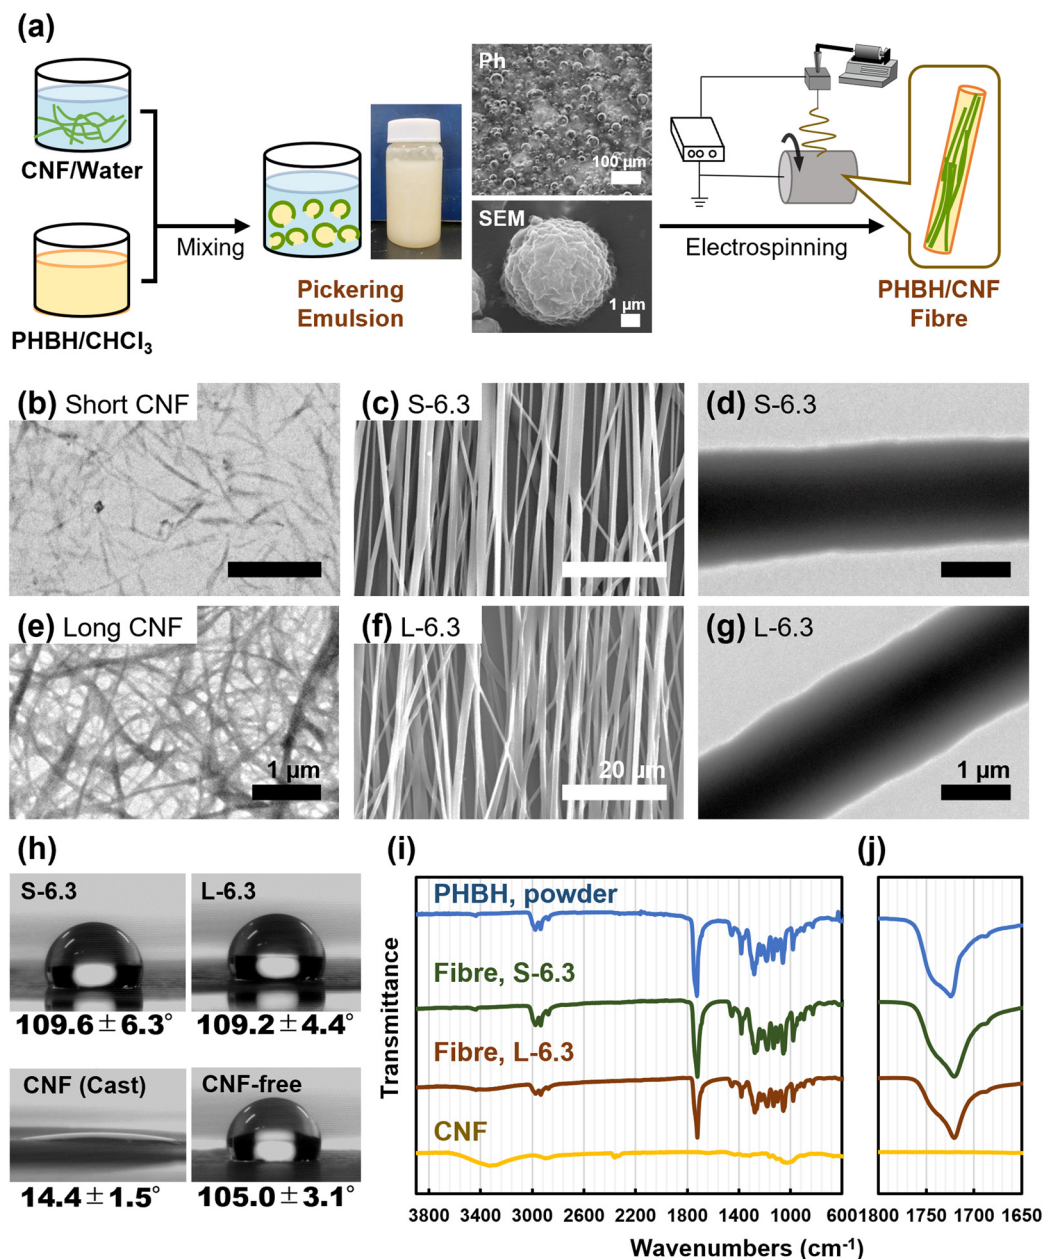 (a)
CNF/Water
PHBH/CHCl₃
Mixing
Pickering
Emulsion
Ph
100 μm
SEM
1 μm
Electrospinning
PHBH/CNF
Fibre
(b) Short CNF
(c) S-6.3
(d) S-6.3
(e) Long CNF
1 μm
(f) L-6.3
20 μm
(g) L-6.3
1 μm
(h)
S-6.3
109.6 ± 6.3°
L-6.3
109.2 ± 4.4°
CNF (Cast)
14.4 ± 1.5°
CNF-free
105.0 ± 3.1°
(i)
Transmittance
PHBH, powder
Fibre, S-6.3
Fibre, L-6.3
CNF
3800 3400 3000 2600 2200 1800 1400 1000 600
(j)
1800 1750 1700 1650
Wavenumbers (cm⁻¹)